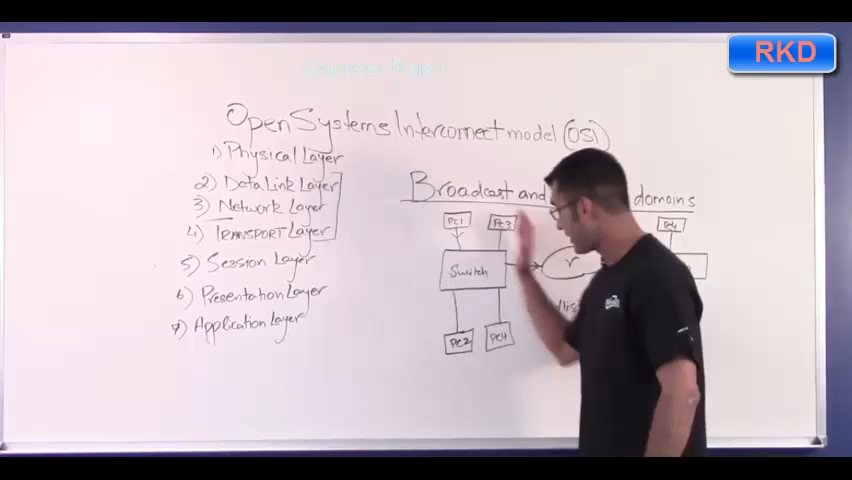 RKD
Open Systems Interconnect model (OSI)
1) Physical Layer
2) Data Link Layer
3) Network Layer
4) TRANSPORT Layer
5) Session Layer
6) Presentation Layer
7) Application Layer
Broadcast and domains
PC1 PC3 PC4
Switch r
PC2 PC4